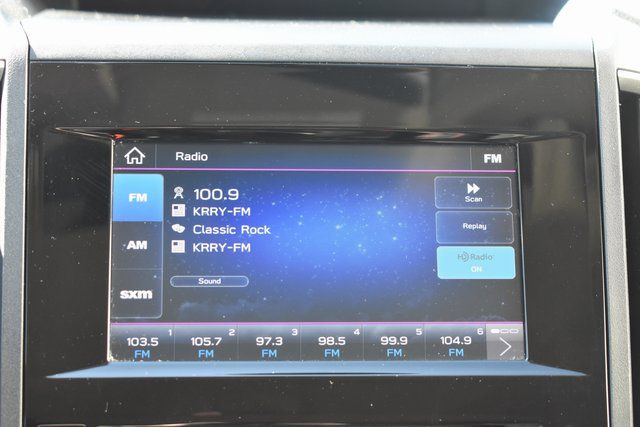 Radio FM
FM
100.9
Scan
KRRY-FM
Replay
AM
Classic Rock
KRRY-FM
HD Radio
ON
sxm
Sound
1 2 3 4 5 6
103.5 105.7 97.3 98.5 99.9 104.9
FM FM FM FM FM FM